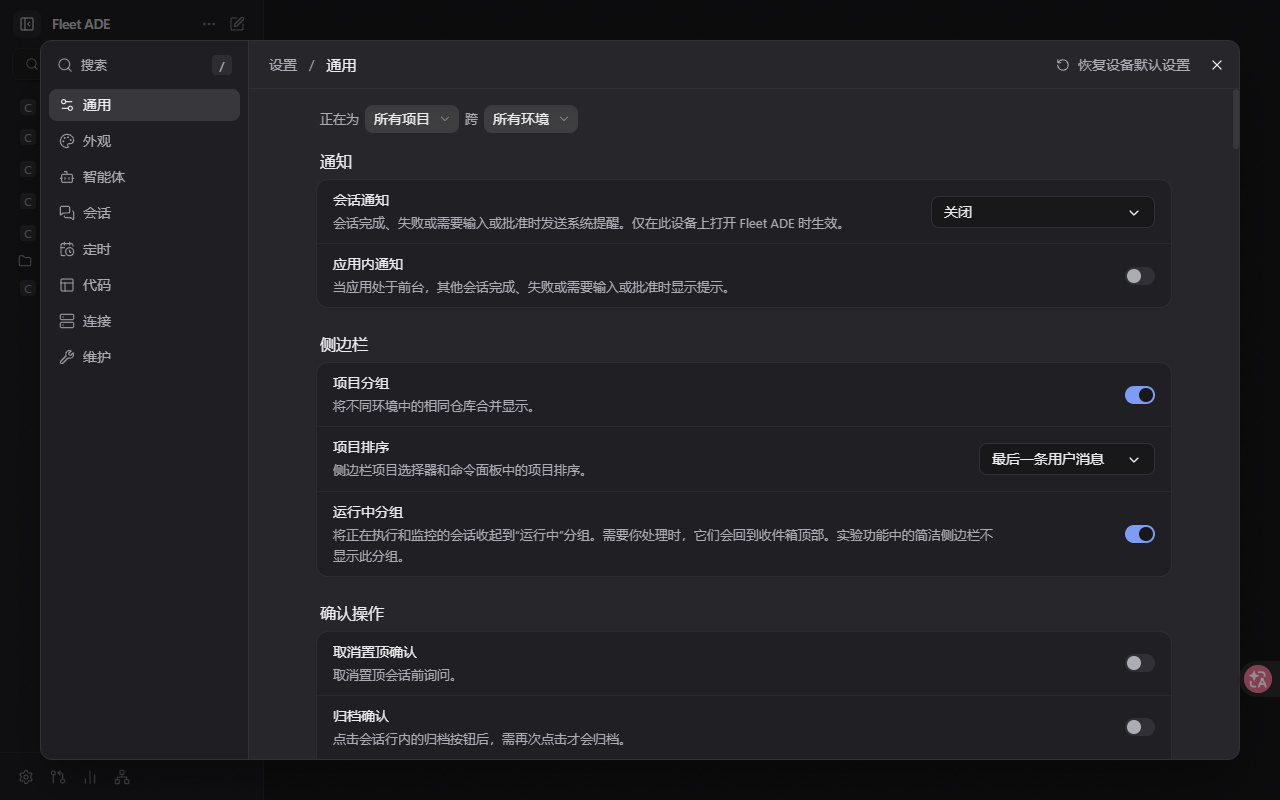 Fleet ADE
搜索
/
通用
外观
智能体
会话
定时
代码
连接
维护
设置 / 通用
恢复设备默认设置
正在为 所有项目 跨 所有环境
通知
会话通知
会话完成、失败或需要输入或批准时发送系统提醒。仅在此设备上打开 Fleet ADE 时生效。
关闭
应用内通知
当应用处于前台，其他会话完成、失败或需要输入或批准时显示提示。
侧边栏
项目分组
将不同环境中的相同仓库合并显示。
项目排序
侧边栏项目选择器和命令面板中的项目排序。
最后一条用户消息
运行中分组
将正在执行和监控的会话收起到“运行中”分组。需要你处理时，它们会回到收件箱顶部。实验功能中的简洁侧边栏不
显示此分组。
确认操作
取消置顶确认
取消置顶会话前询问。
归档确认
点击会话行内的归档按钮后，需再次点击才会归档。
C
C
C
C
C
C